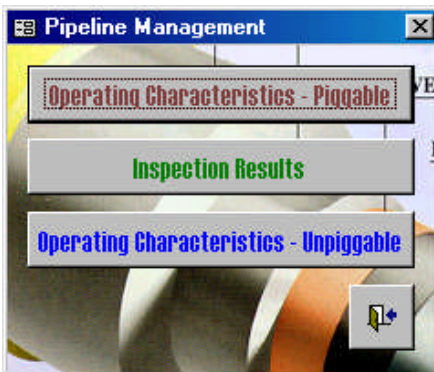 Pipeline Management
Operating Characteristics - Piggable
Inspection Results
Operating Characteristics - Unpiggable